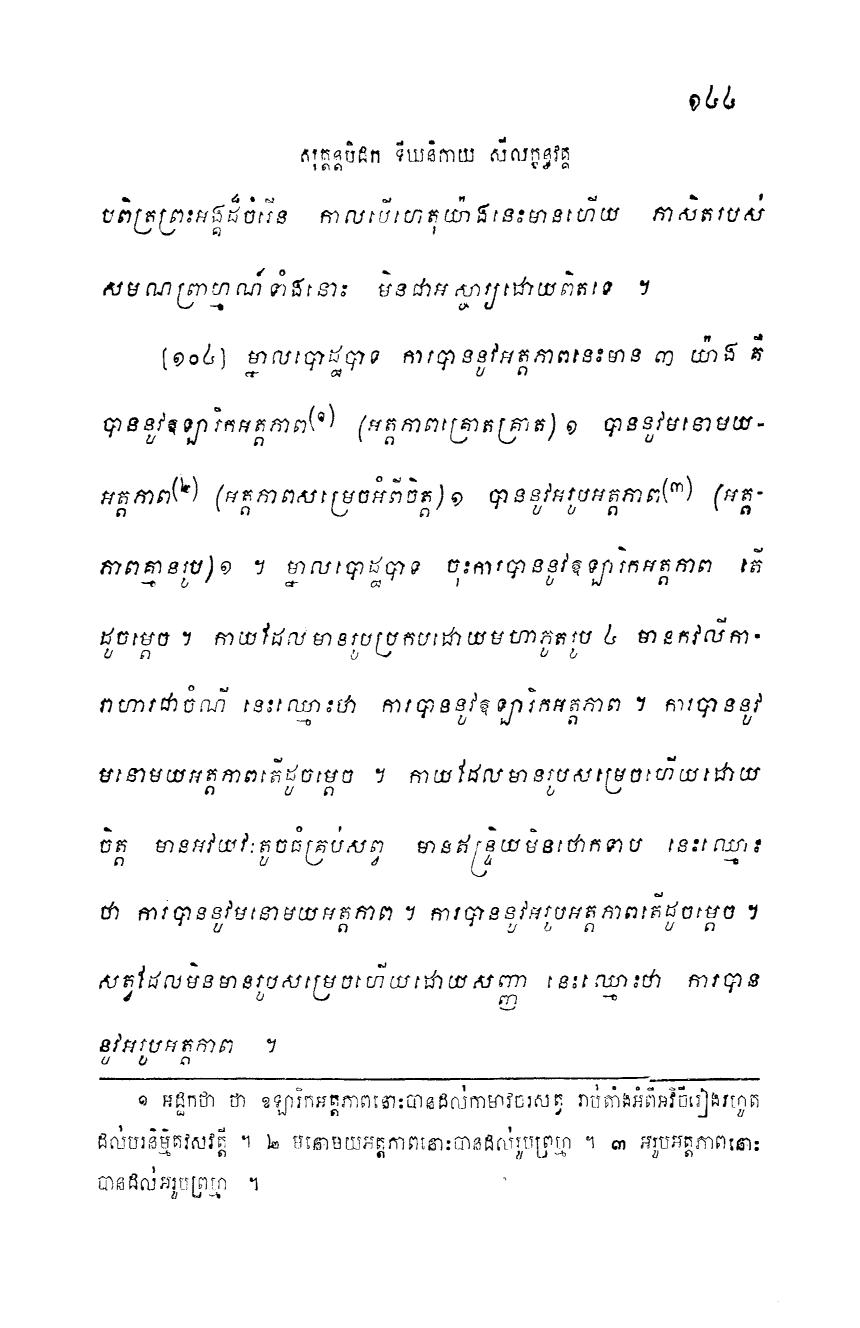 ១៤៤
សុត្តន្តបិដក ទីឃនិកាយ សីលក្ខន្ធវគ្គ
បពិត្រព្រះអង្គដ៏ចំរើន កាលបើហេតុយ៉ាងនេះមានហើយ ភាសិតរបស់
សមណព្រាហ្មណ៍ទាំងនោះ មិនជាអស្ចារ្យដោយពិតទេ ។
[១០៤] ម្នាលបោដ្ឋបាទ ការបាននូវអត្តភាពនេះមាន ៣ យ៉ាង គឺ
បាននូវឱឡារិកអត្តភាព(១) (អត្តភាពគ្រោតគ្រាត) ១ បាននូវមនោមយ-
អត្តភាព(២) (អត្តភាពសម្រេចអំពីចិត្ត) ១ បាននូវអរូបអត្តភាព(៣) (អត្ត-
ភាពគ្មានរូប) ១ ។ ម្នាលបោដ្ឋបាទ ចុះការបាននូវឱឡារិកអត្តភាព តើ
ដូចម្តេច ។ កាយដែលមានរូបប្រកបដោយមហាភូតរូប ៤ មានកវលីកា-
រាហារជាចំណី នេះឈ្មោះថា ការបាននូវឱឡារិកអត្តភាព ។ ការបាននូវ
មនោមយអត្តភាពតើដូចម្តេច ។ កាយដែលមានរូបសម្រេចហើយដោយ
ចិត្ត មានអវយវៈតូចធំគ្រប់សព្វ មានឥន្ទ្រិយមិនថោកទាប នេះឈ្មោះ
ថា ការបាននូវមនោមយអត្តភាព ។ ការបាននូវអរូបអត្តភាពតើដូចម្តេច ។
សត្វដែលមិនមានរូបសម្រេចហើយដោយសញ្ញា នេះឈ្មោះថា ការបាន
នូវអរូបអត្តភាព ។
១ អដ្ឋកថា ថា ឱឡារិកអត្តភាពនោះបានដល់កាមាវចរសត្វ រាប់តាំងអំពីអវិចីរៀងរហូត
ដល់បរនិម្មិតវសវត្តី ។ ២ មនោមយអត្តភាពនោះបានដល់រូបព្រហ្ម ។ ៣ អរូបអត្តភាពនោះ
បានដល់អរូបព្រហ្ម ។